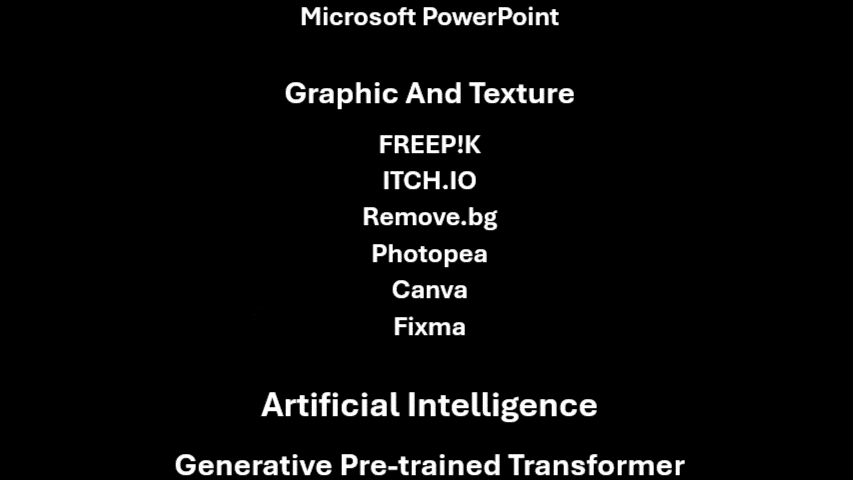 Microsoft PowerPoint
Graphic And Texture
FREEP!K
ITCH.IO
Remove.bg
Photopea
Canva
Fixma
Artificial Intelligence
Generative Pre-trained Transformer